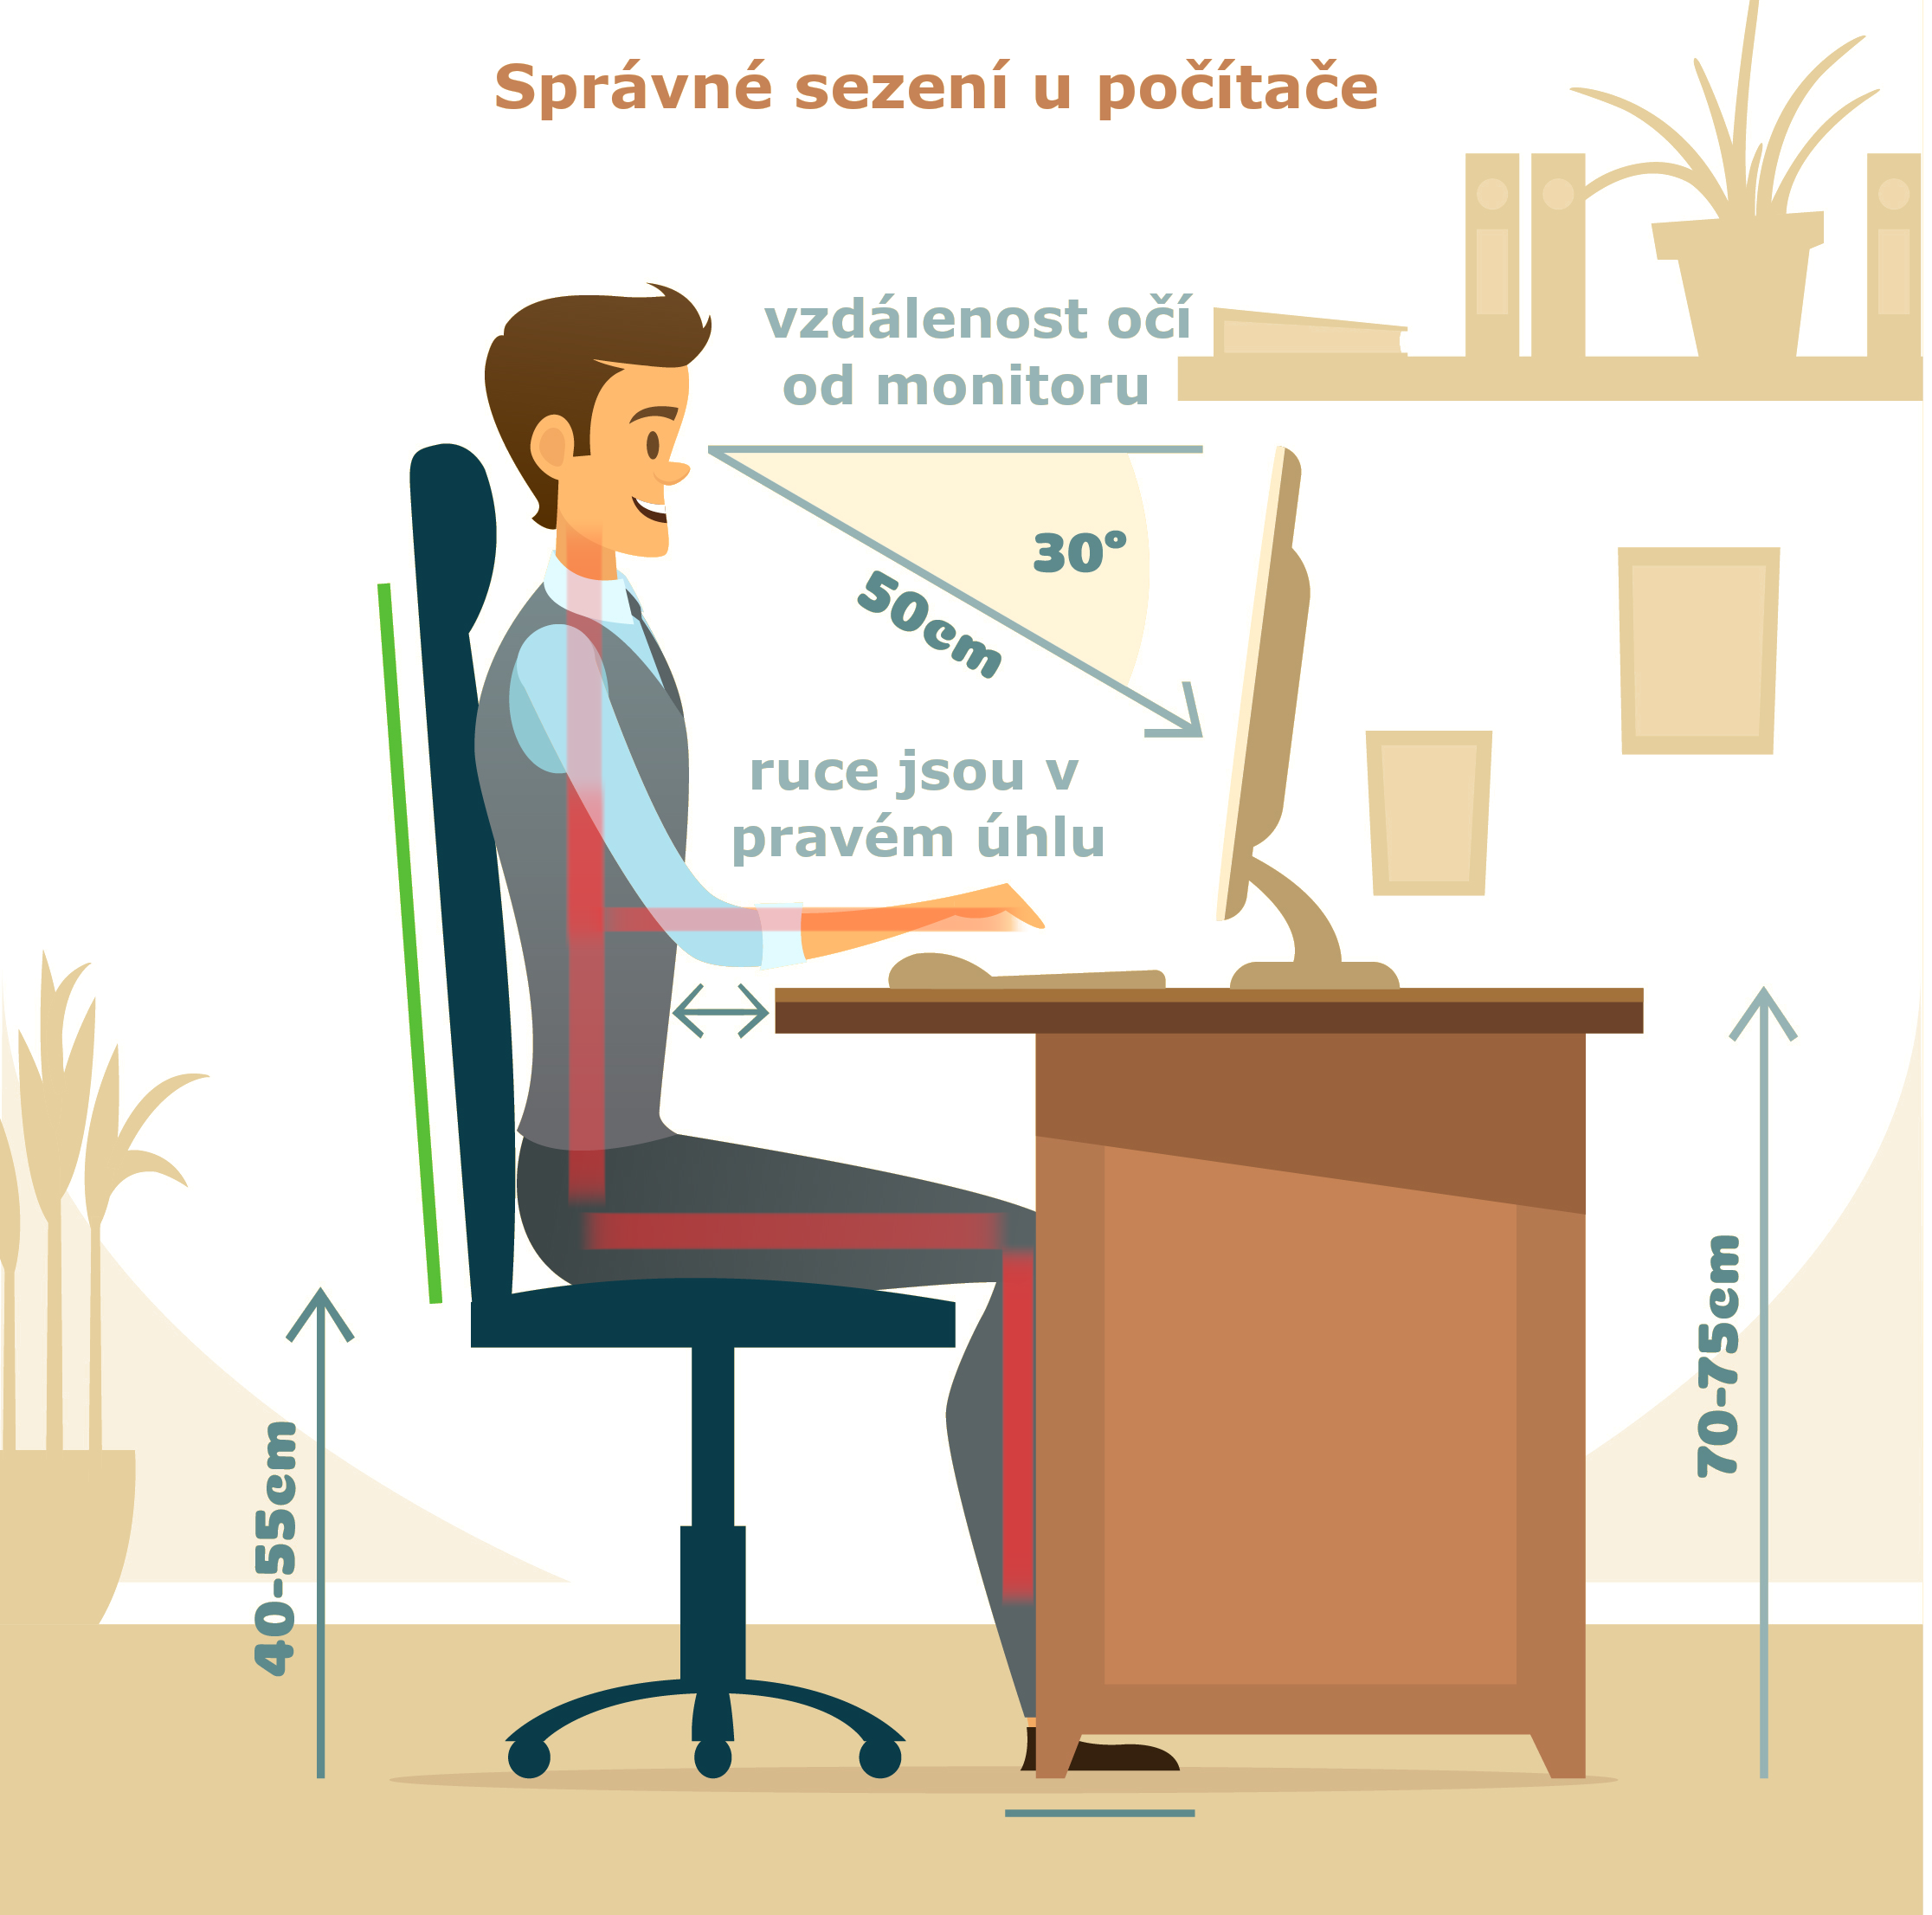 Správné sezení u počítače
vzdálenost očí
od monitoru
30°
50cm
ruce jsou v
pravém úhlu
40-55cm
70-75cm